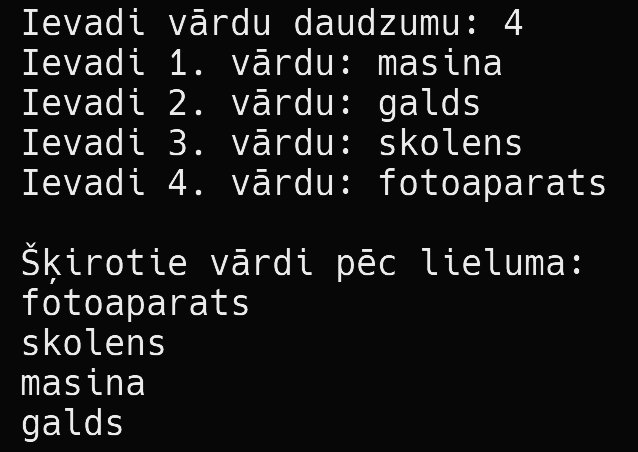 Ievadi vārdu daudzumu: 4
Ievadi 1. vārdu: masina
Ievadi 2. vārdu: galds
Ievadi 3. vārdu: skolens
Ievadi 4. vārdu: fotoaparats
Šķirotie vārdi pēc lieluma:
fotoaparats
skolens
masina
galds